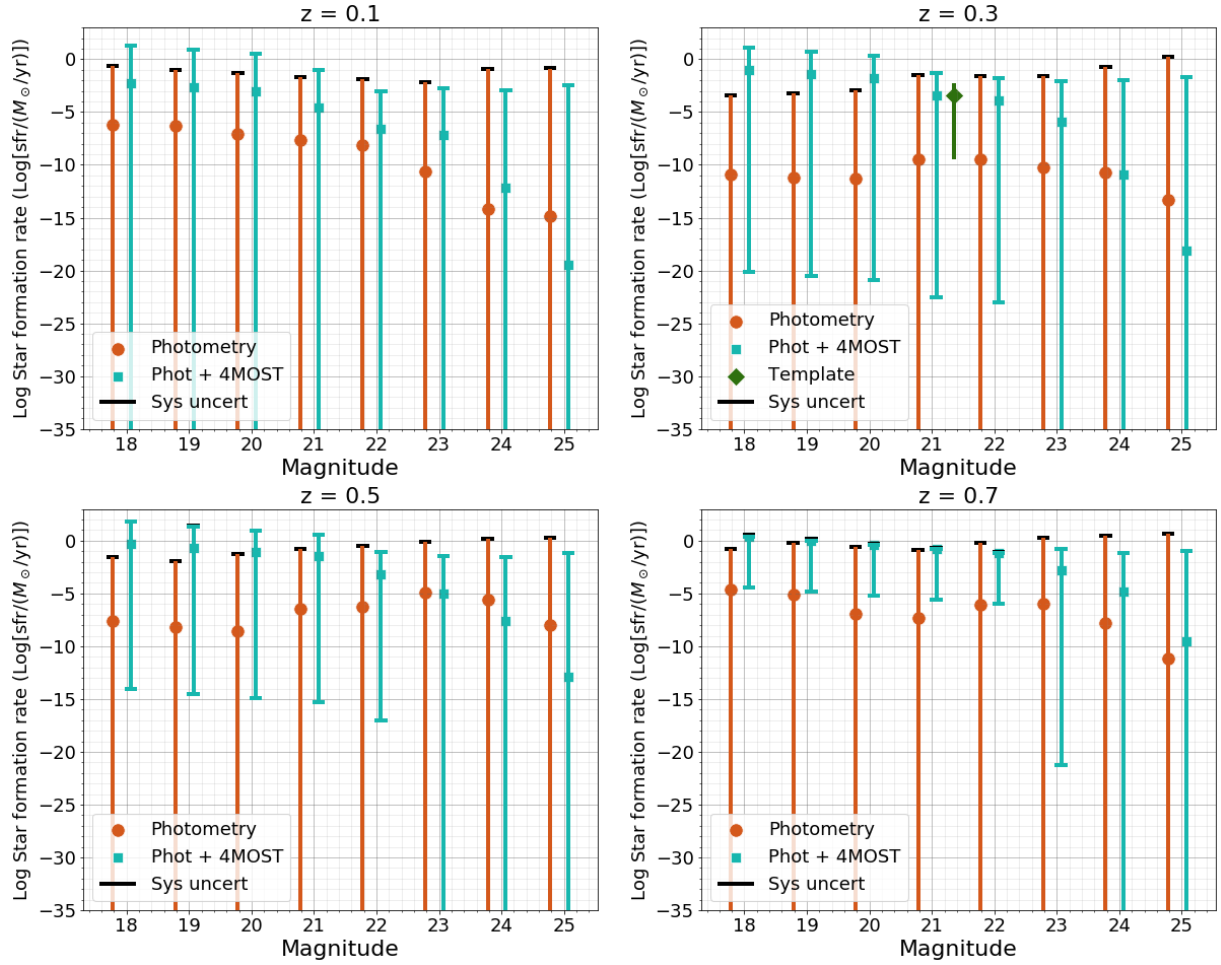 z = 0.1
Log Star formation rate (Log[sfr/(M⊙/yr)])
0
−5
−10
−15
−20
−25
−30
−35
Photometry
Phot + 4MOST
Sys uncert
18 19 20 21 22 23 24 25
Magnitude
z = 0.3
Log Star formation rate (Log[sfr/(M⊙/yr)])
0
−5
−10
−15
−20
−25
−30
−35
Photometry
Phot + 4MOST
Template
Sys uncert
18 19 20 21 22 23 24 25
Magnitude
z = 0.5
Log Star formation rate (Log[sfr/(M⊙/yr)])
0
−5
−10
−15
−20
−25
−30
−35
Photometry
Phot + 4MOST
Sys uncert
18 19 20 21 22 23 24 25
Magnitude
z = 0.7
Log Star formation rate (Log[sfr/(M⊙/yr)])
0
−5
−10
−15
−20
−25
−30
−35
Photometry
Phot + 4MOST
Sys uncert
18 19 20 21 22 23 24 25
Magnitude